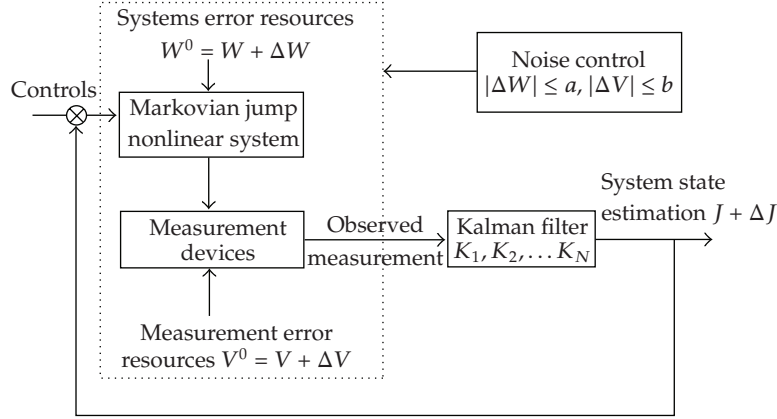 Systems error resources
W⁰ = W + ΔW
Noise control
|ΔW| ≤ a, |ΔV| ≤ b
Controls
Markovian jump
nonlinear system
System state
estimation J + ΔJ
Measurement
devices
Observed
measurement
Kalman filter
K₁, K₂, … K_N
Measurement error
resources V⁰ = V + ΔV